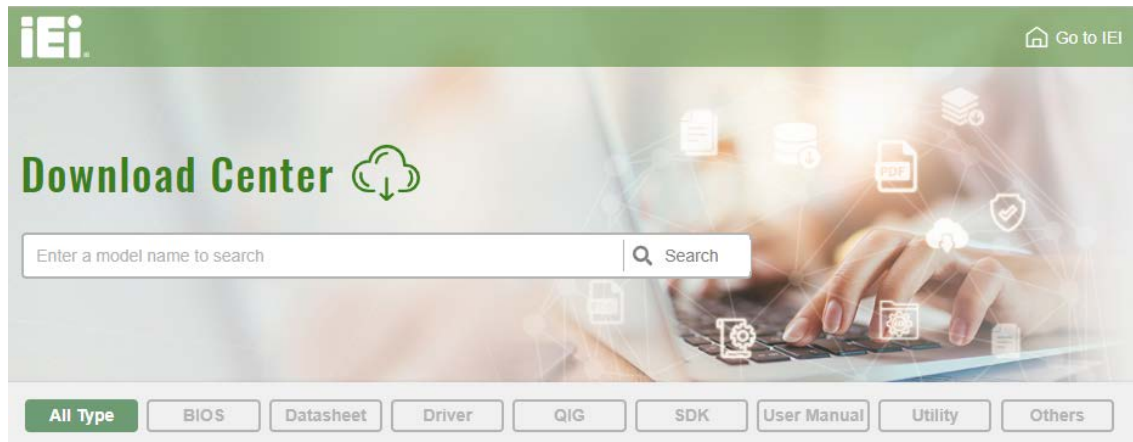 iEi.
Go to IEI
Download Center
Enter a model name to search
Search
PDF
All Type
BIOS
Datasheet
Driver
QIG
SDK
User Manual
Utility
Others